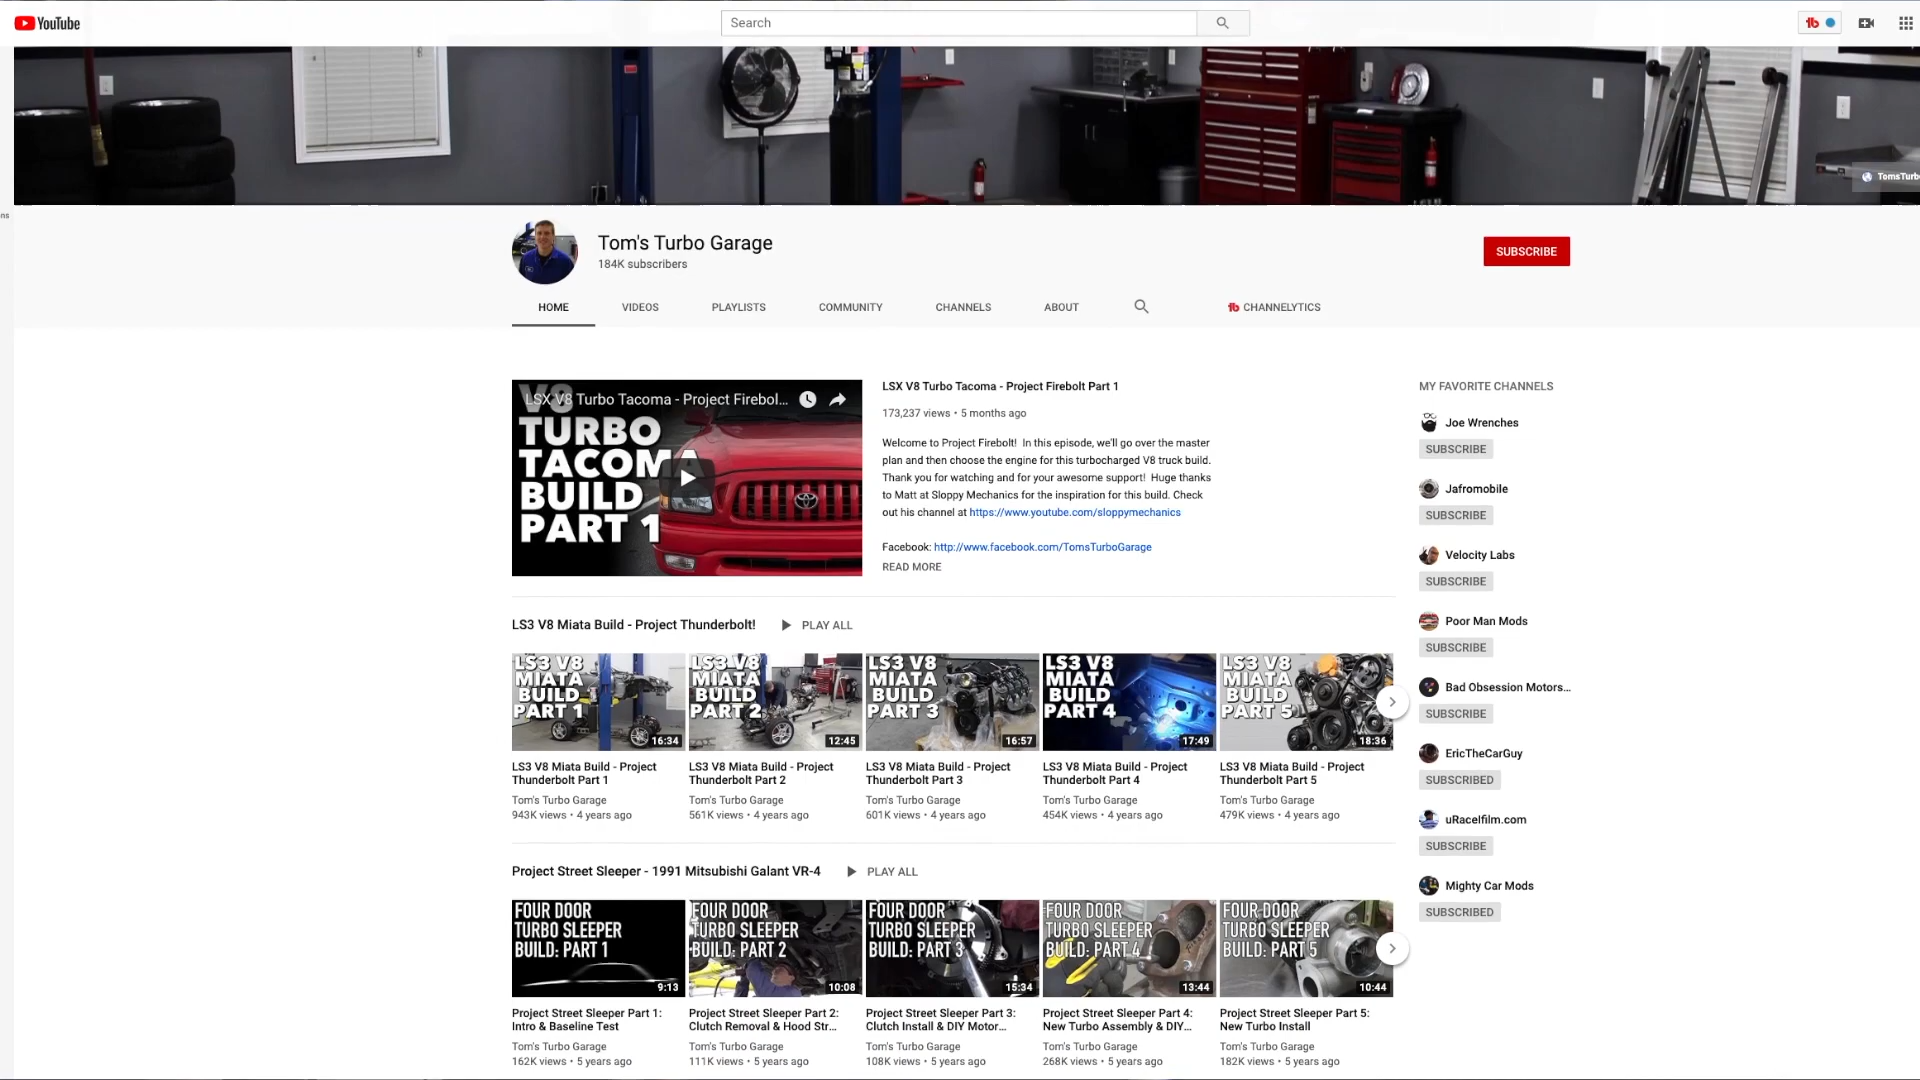 YouTube
Search
TomsTurbo
ns
Tom's Turbo Garage
184K subscribers
SUBSCRIBE
HOME
VIDEOS
PLAYLISTS
COMMUNITY
CHANNELS
ABOUT
CHANNELYTICS
LSX V8 Turbo Tacoma - Project Firebol...
V8
TURBO
TACOMA
BUILD
PART 1
LSX V8 Turbo Tacoma - Project Firebolt Part 1
173,237 views • 5 months ago
Welcome to Project Firebolt! In this episode, we'll go over the master
plan and then choose the engine for this turbocharged V8 truck build.
Thank you for watching and for your awesome support! Huge thanks
to Matt at Sloppy Mechanics for the inspiration for this build. Check
out his channel at https://www.youtube.com/sloppymechanics
Facebook: http://www.facebook.com/TomsTurboGarage
READ MORE
MY FAVORITE CHANNELS
Joe Wrenches
SUBSCRIBE
Jafromobile
SUBSCRIBE
Velocity Labs
SUBSCRIBE
Poor Man Mods
SUBSCRIBE
Bad Obsession Motors...
SUBSCRIBE
EricTheCarGuy
SUBSCRIBED
uRaceIfilm.com
SUBSCRIBE
Mighty Car Mods
SUBSCRIBED
LS3 V8 Miata Build - Project Thunderbolt!
PLAY ALL
LS3 V8
MIATA
BUILD
PART 1
16:34
LS3 V8 Miata Build - Project
Thunderbolt Part 1
Tom's Turbo Garage
943K views • 4 years ago
LS3 V8
MIATA
BUILD
PART 2
12:45
LS3 V8 Miata Build - Project
Thunderbolt Part 2
Tom's Turbo Garage
561K views • 4 years ago
LS3 V8
MIATA
BUILD
PART 3
16:57
LS3 V8 Miata Build - Project
Thunderbolt Part 3
Tom's Turbo Garage
601K views • 4 years ago
LS3 V8
MIATA
BUILD
PART 4
17:49
LS3 V8 Miata Build - Project
Thunderbolt Part 4
Tom's Turbo Garage
454K views • 4 years ago
LS3 V8
MIATA
BUILD
PART 5
18:36
LS3 V8 Miata Build - Project
Thunderbolt Part 5
Tom's Turbo Garage
479K views • 4 years ago
Project Street Sleeper - 1991 Mitsubishi Galant VR-4
PLAY ALL
FOUR DOOR
TURBO SLEEPER
BUILD: PART 1
9:13
Project Street Sleeper Part 1:
Intro & Baseline Test
Tom's Turbo Garage
162K views • 5 years ago
FOUR DOOR
TURBO SLEEPER
BUILD: PART 2
10:08
Project Street Sleeper Part 2:
Clutch Removal & Hood Str...
Tom's Turbo Garage
111K views • 5 years ago
FOUR DOOR
TURBO SLEEPER
BUILD: PART 3
15:34
Project Street Sleeper Part 3:
Clutch Install & DIY Motor...
Tom's Turbo Garage
108K views • 5 years ago
FOUR DOOR
TURBO SLEEPER
BUILD: PART 4
13:44
Project Street Sleeper Part 4:
New Turbo Assembly & DIY...
Tom's Turbo Garage
268K views • 5 years ago
FOUR DOOR
TURBO SLEEPER
BUILD: PART 5
10:44
Project Street Sleeper Part 5:
New Turbo Install
Tom's Turbo Garage
182K views • 5 years ago